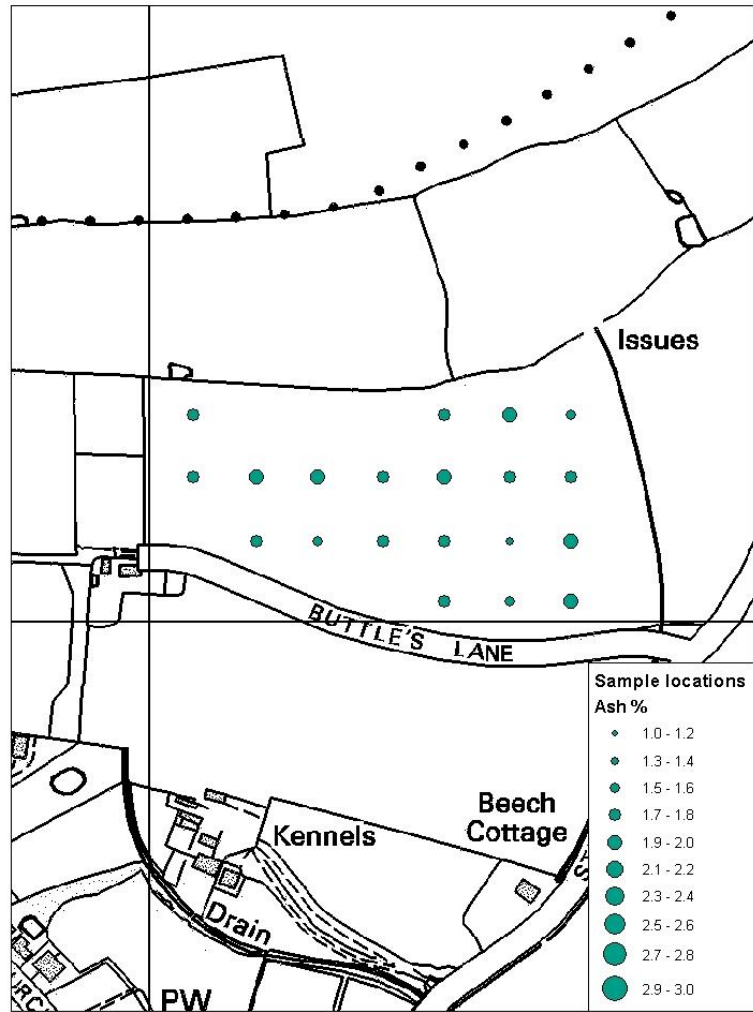 Issues
BUTTLE'S LANE
Sample locations
Ash %
1.0 - 1.2
1.3 - 1.4
1.5 - 1.6
1.7 - 1.8
1.9 - 2.0
2.1 - 2.2
2.3 - 2.4
2.5 - 2.6
2.7 - 2.8
2.9 - 3.0
Beech
Cottage
Kennels
Drain
PW